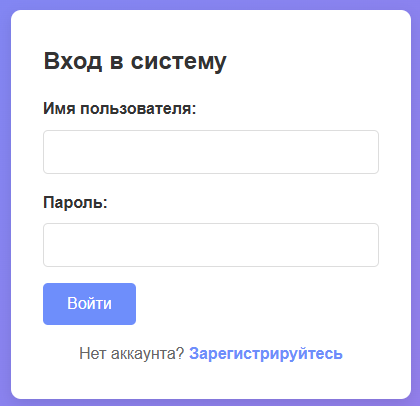 Вход в систему
Имя пользователя:
Пароль:
Войти
Нет аккаунта? Зарегистрируйтесь